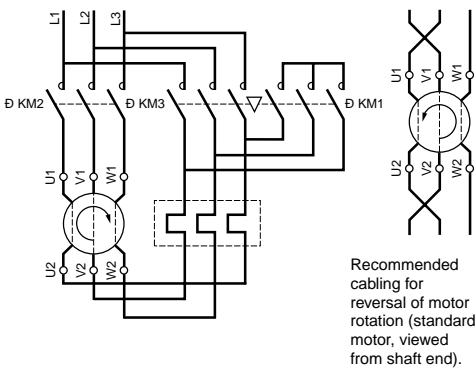 L1
L2
L3
Đ KM2
Đ KM3
Đ KM1
U1
V1
W1
U2
V2
W2
U1
V1
W1
U2
V2
W2
Recommended
cabling for
reversal of motor
rotation (standard
motor, viewed
from shaft end).